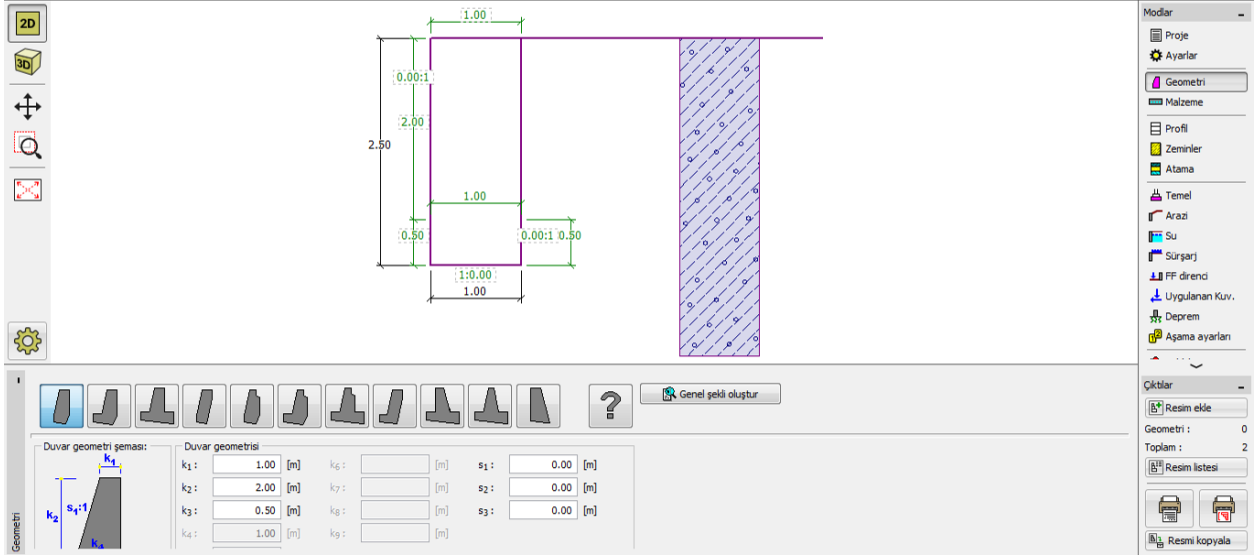 2D
3D
1.00
0.00:1
2.00
2.50
1.00
0.50
0.00:1
0.50
1:0.00
1.00
Modlar
Proje
Ayarlar
Geometri
Malzeme
Profil
Zeminler
Atama
Temel
Arazi
Su
Sürşarj
FF direnci
Uygulanan Kuv.
Deprem
Aşama ayarları
Çıktılar
Resim ekle
Geometri : 0
Toplam : 2
Resim listesi
Resmi kopyala
Geometri
?
Genel şekli oluştur
Duvar geometri şeması:
k1
s1:1
k2
k4
Duvar geometrisi
k1 : 1.00 [m] k6 : [m] s1 : 0.00 [m]
k2 : 2.00 [m] k7 : [m] s2 : 0.00 [m]
k3 : 0.50 [m] k8 : [m] s3 : 0.00 [m]
k4 : 1.00 [m] k9 : [m]